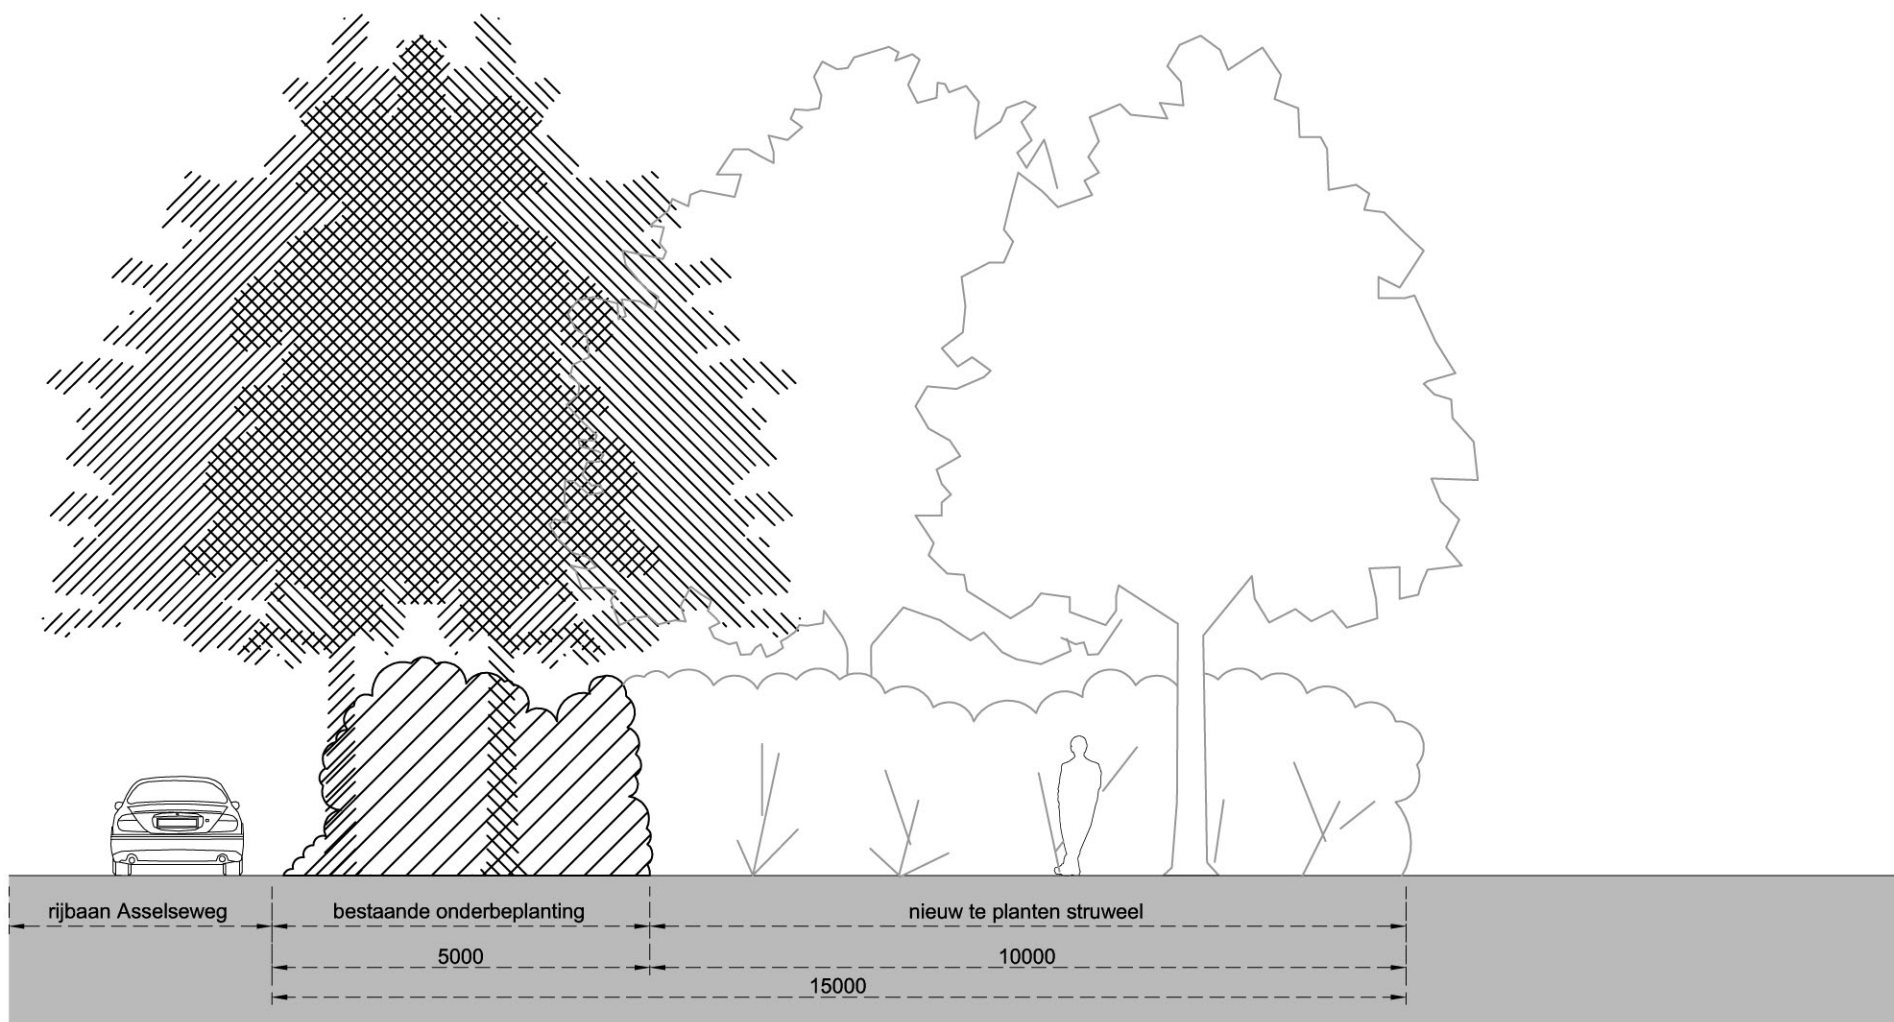 rijbaan Asselseweg
bestaande onderbeplanting
nieuw te planten struweel
5000
10000
15000